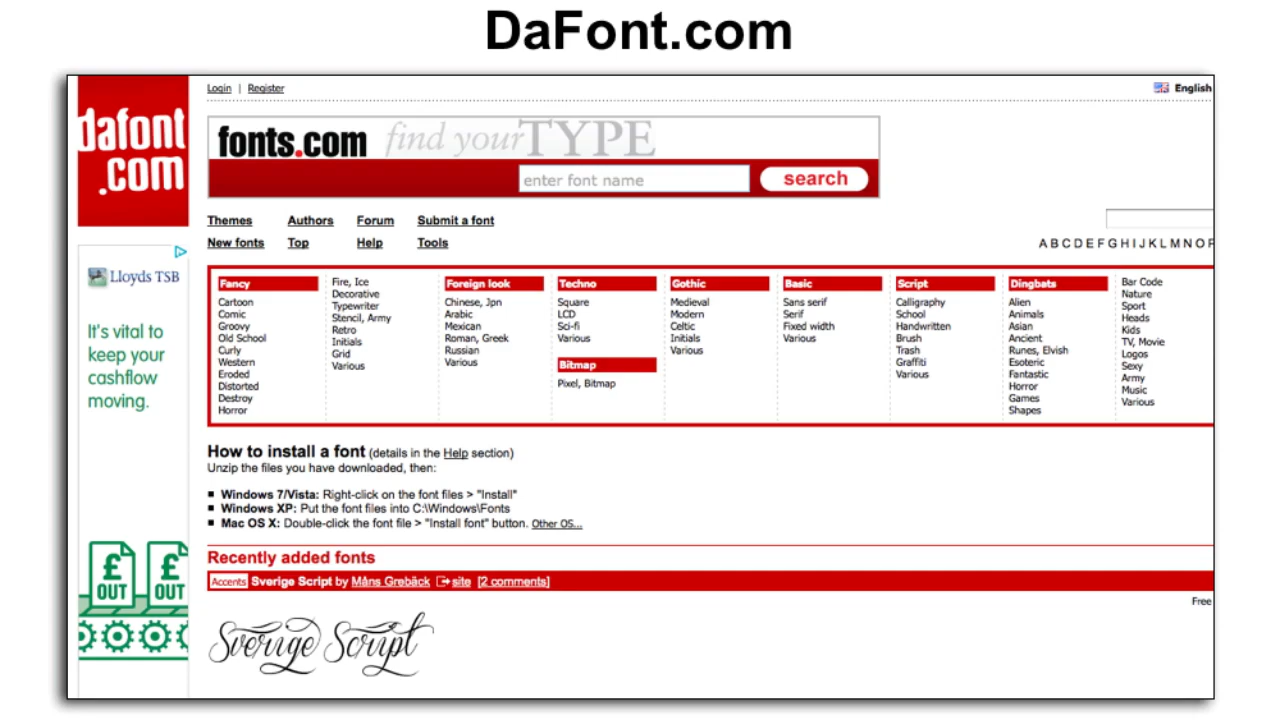 DaFont.com
dafont
.com
Login | Register
English
fonts.com find your TYPE
enter font name
search
Themes Authors Forum Submit a font
New fonts Top Help Tools
A B C D E F G H I J K L M N O P
Lloyds TSB
It's vital to
keep your
cashflow
moving.
£ £
OUT OUT
Fancy
Cartoon
Comic
Groovy
Old School
Curly
Western
Eroded
Distorted
Destroy
Horror
Fire, Ice
Decorative
Typewriter
Stencil, Army
Retro
Initials
Grid
Various
Foreign look
Chinese, Jpn
Arabic
Mexican
Roman, Greek
Russian
Various
Techno
Square
LCD
Sci-fi
Various
Bitmap
Pixel, Bitmap
Gothic
Medieval
Modern
Celtic
Initials
Various
Basic
Sans serif
Serif
Fixed width
Various
Script
Calligraphy
School
Handwritten
Brush
Trash
Graffiti
Various
Dingbats
Alien
Animals
Asian
Ancient
Runes, Elvish
Esoteric
Fantastic
Horror
Games
Shapes
Bar Code
Nature
Sport
Heads
Kids
TV, Movie
Logos
Sexy
Army
Music
Various
How to install a font (details in the Help section)
Unzip the files you have downloaded, then:
Windows 7/Vista: Right-click on the font files > "Install"
Windows XP: Put the font files into C:\Windows\Fonts
Mac OS X: Double-click the font file > "Install font" button. Other OS...
Recently added fonts
Accents Sverige Script by Måns Grebäck site [2 comments]
Free
Sverige Script